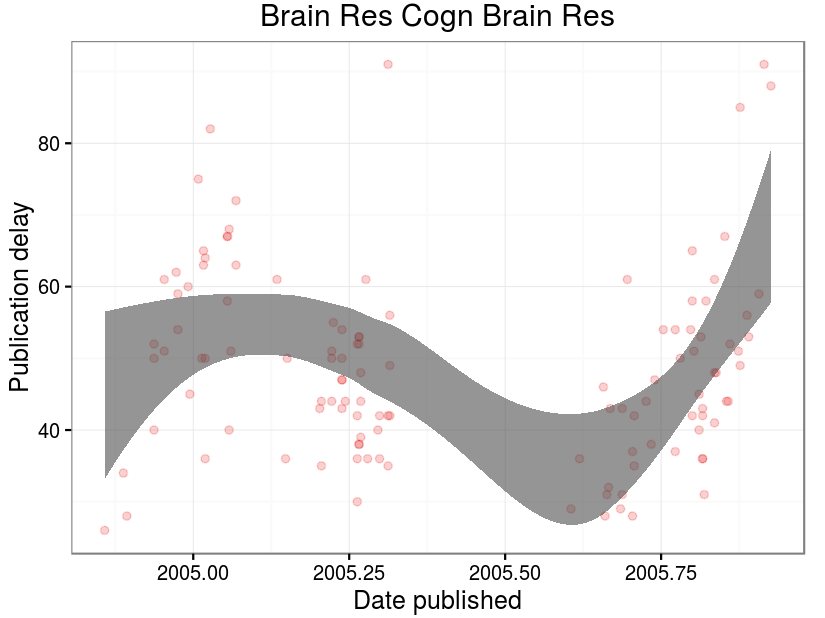 Brain Res Cogn Brain Res
Publication delay
80
60
40
2005.00 2005.25 2005.50 2005.75
Date published